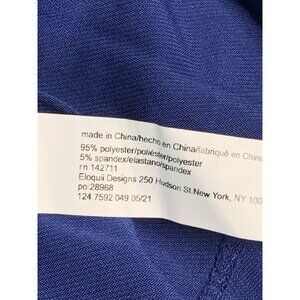 made in China/hecho en China/fabriqué en Chine
95% polyester/poliéster/polyester
5% spandex/elastano/spandex
rn 142711
Eloquii Designs 250 Hudson St.New York, NY 100
po:28968
124 7592 049 05/21